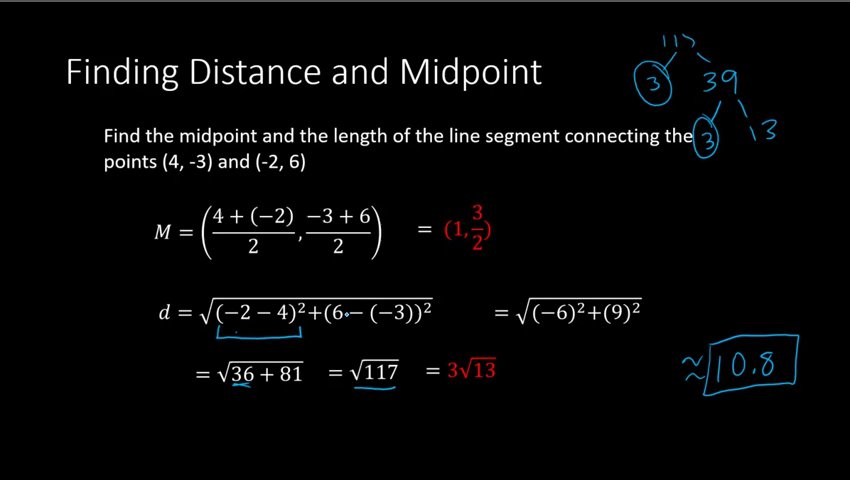 Finding Distance and Midpoint
117
3 39
3 13
Find the midpoint and the length of the line segment connecting the
points (4, -3) and (-2, 6)
M = ( (4 + (−2))/2 , (−3 + 6)/2 ) = (1, 3/2)
d = √((−2 − 4)²+(6 − (−3))²) = √((−6)²+(9)²)
= √(36 + 81) = √117 = 3√13
≈ 10.8